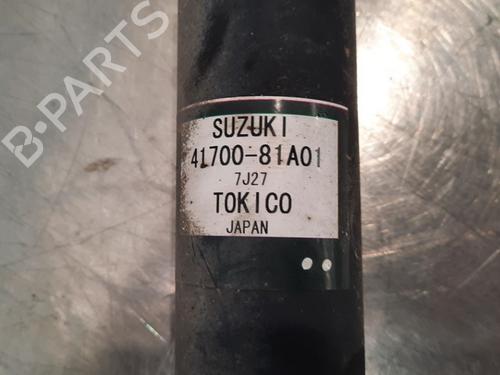 B-PARTS
SUZUKI
41700-81A01
7J27
TOKICO
JAPAN